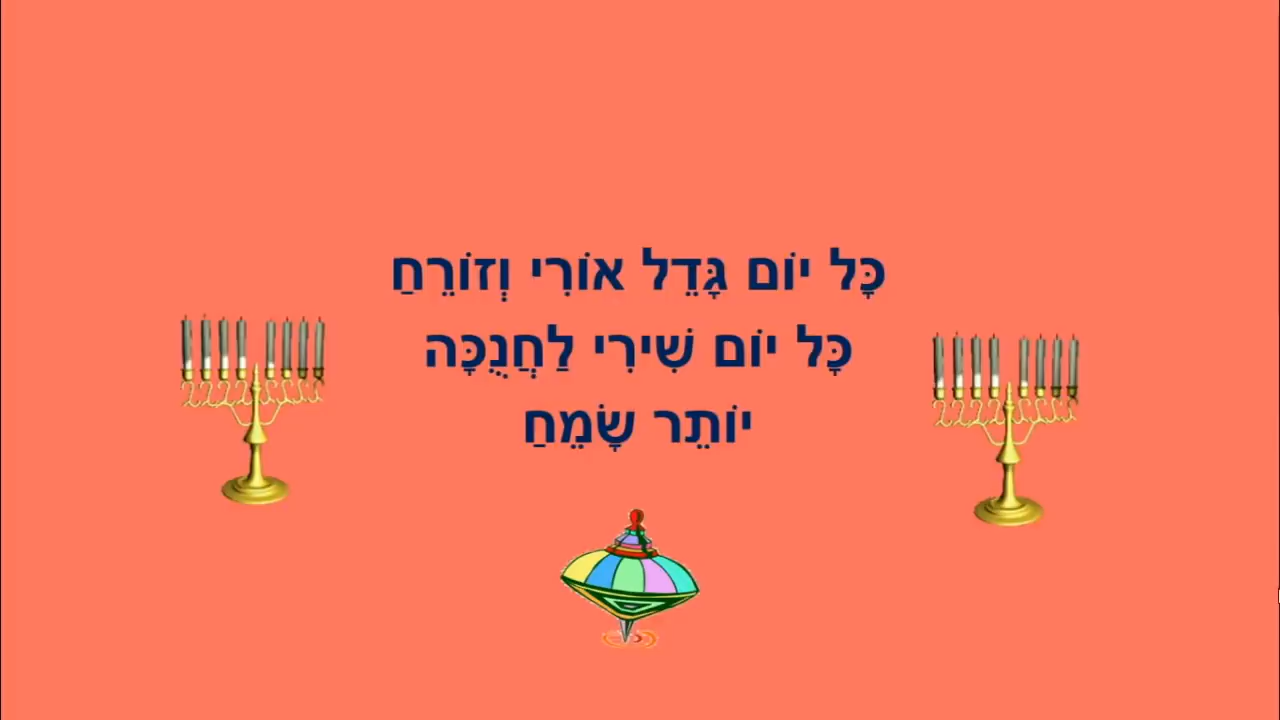 כָּל יוֹם גָּדֵל אוֹרִי וְזוֹרֵחַ
כָּל יוֹם שִׁירִי לַחֲנֻכָּה
יוֹתֵר שָׂמֵחַ